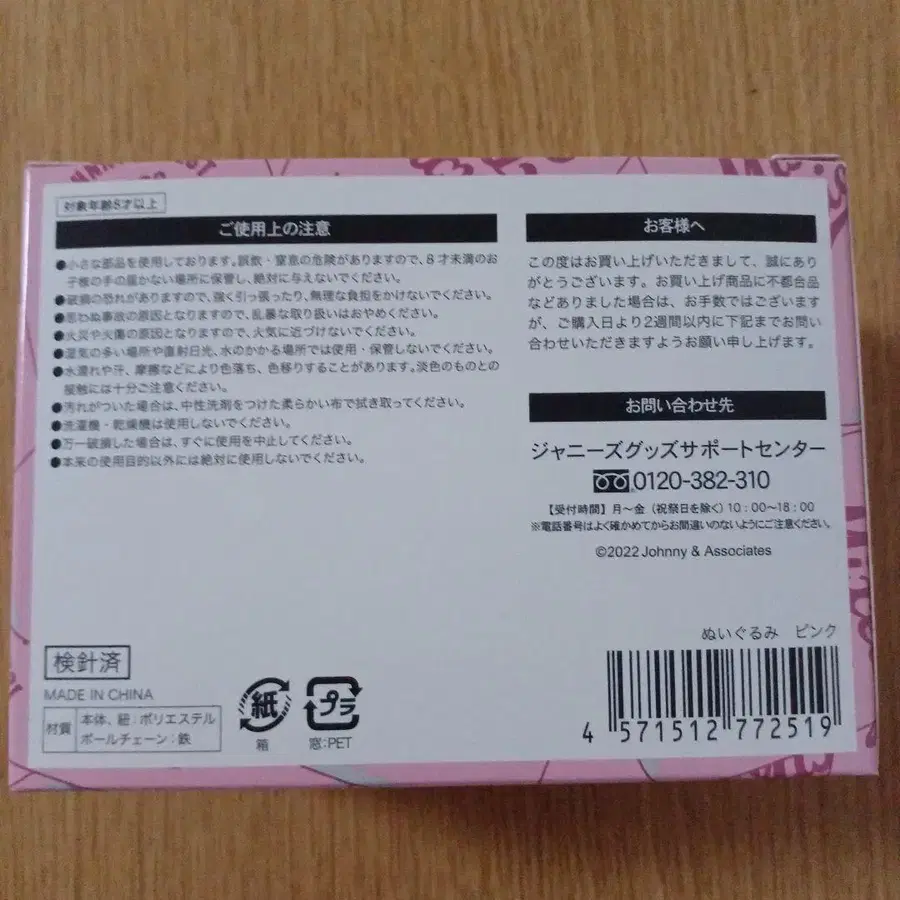 対象年齢8才以上
ご使用上の注意
●小さな部品を使用しております。誤飲・窒息の危険がありますので、8才未満のお
子様の手の届かない場所に保管し、絶対に与えないでください。
●破損の恐れがありますので、強く引っ張ったり、無理な負担をかけないでください。
●思わぬ事故の原因となりますので、乱暴な取り扱いはおやめください。
●火災や火傷の原因となりますので、火気に近づけないでください。
●湿気の多い場所や直射日光、水のかかる場所では使用・保管しないでください。
●水濡れや汗、摩擦などにより色落ち、色移りすることがあります。淡色のものとの
接触には十分ご注意ください。
●汚れがついた場合は、中性洗剤をつけた柔らかい布で拭き取ってください。
●洗濯機・乾燥機は使用しないでください。
●万一破損した場合は、すぐに使用を中止してください。
●本来の使用目的以外には絶対に使用しないでください。
お客様へ
この度はお買い上げいただきまして、誠にあり
がとうございます。お買い上げ商品に不都合品
などありました場合は、お手数ではございます
が、ご購入日より2週間以内に下記までお問い
合わせいただきますようお願い申し上げます。
お問い合わせ先
ジャニーズグッズサポートセンター
0120-382-310
【受付時間】月〜金(祝祭日を除く)10:00〜18:00
※電話番号はよく確かめてからお間違いのないようにご注意ください。
©2022 Johnny & Associates
検針済
MADE IN CHINA
材質
本体、紐:ポリエステル
ボールチェーン:鉄
紙
箱
プラ
窓:PET
ぬいぐるみ ピンク
4 571512 772519